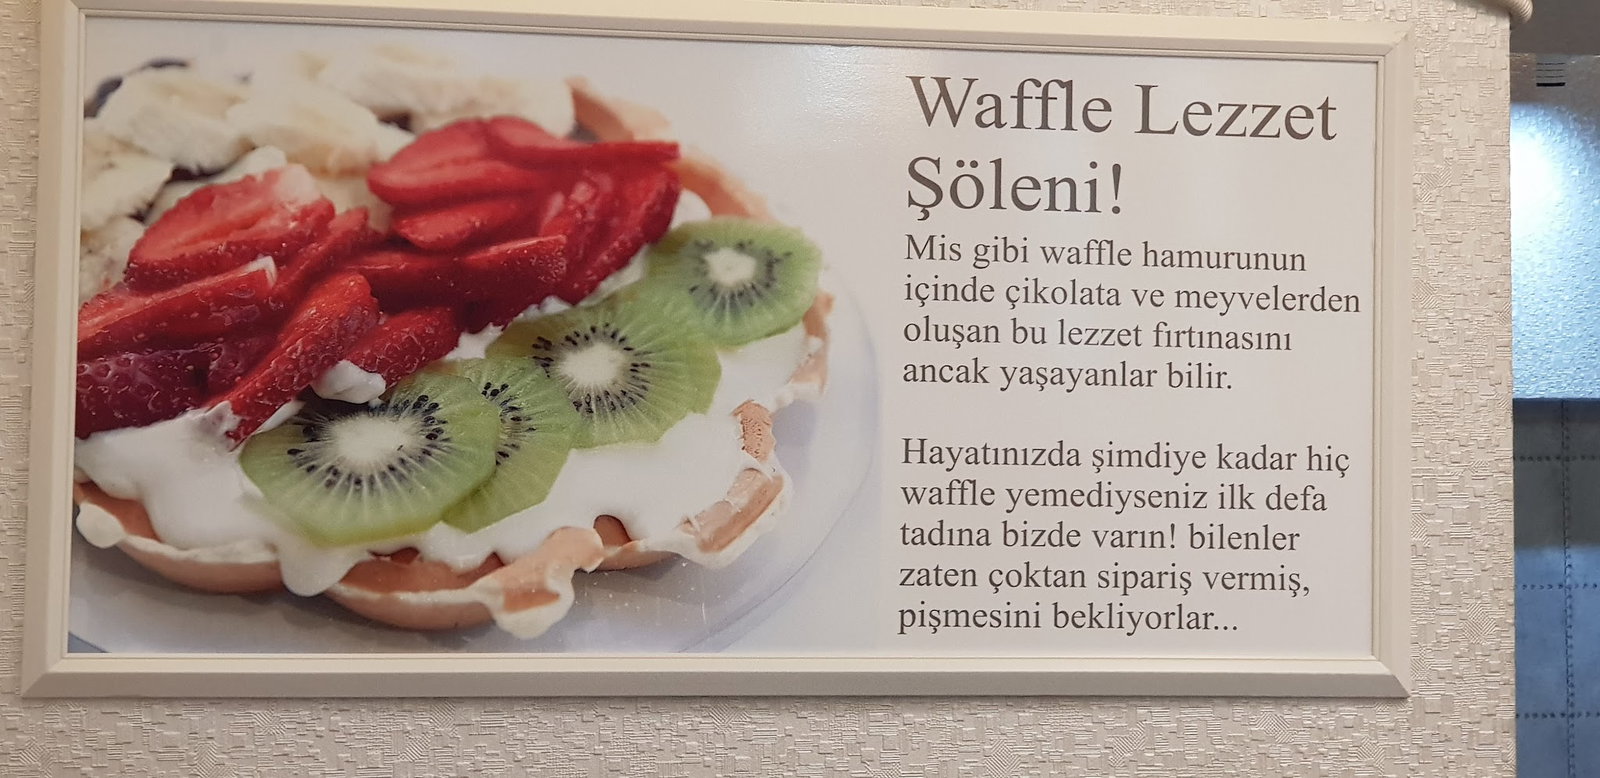 Waffle Lezzet
Şöleni!
Mis gibi waffle hamurunun
içinde çikolata ve meyvelerden
oluşan bu lezzet fırtınasını
ancak yaşayanlar bilir.
Hayatınızda şimdiye kadar hiç
waffle yemediyseniz ilk defa
tadına bizde varın! bilenler
zaten çoktan sipariş vermiş,
pişmesini bekliyorlar...